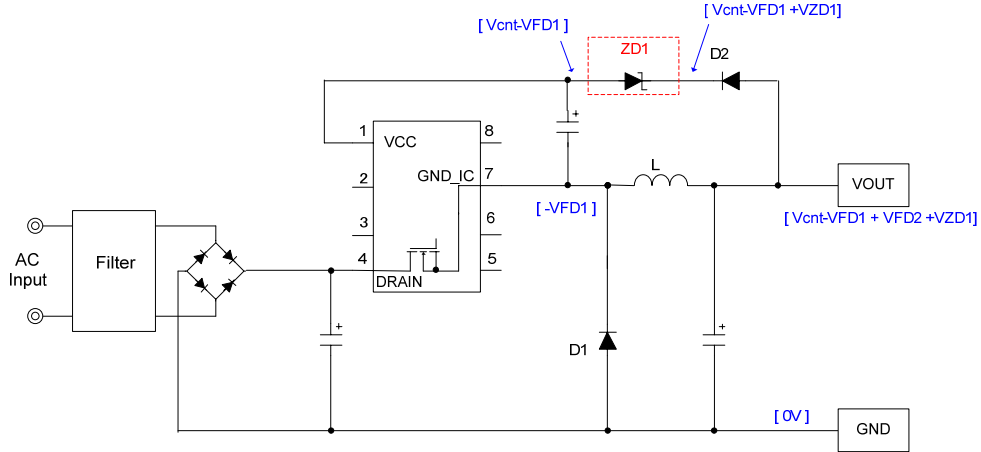 [ Vcnt-VFD1 +VZD1]
[ Vcnt-VFD1 ]
ZD1
D2
+
1
VCC
8
2
GND_IC
7
L
VOUT
[ -VFD1 ]
[ Vcnt-VFD1 + VFD2 +VZD1]
3
6
AC
Input
Filter
4
5
DRAIN
+
+
D1
[ 0V ]
GND